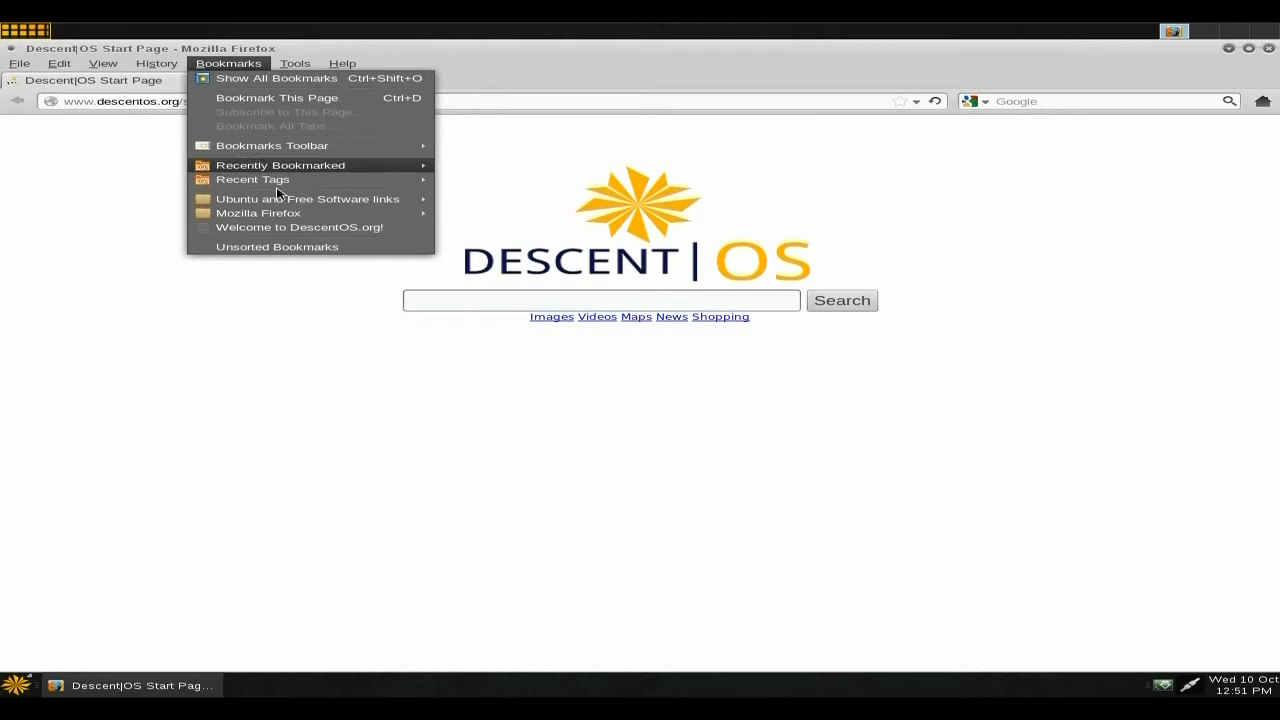 Descent|OS Start Page - Mozilla Firefox
File Edit View History Bookmarks Tools Help
Descent|OS Start Page
www.descentos.org/s
Google
Show All Bookmarks Ctrl+Shift+O
Bookmark This Page Ctrl+D
Subscribe to This Page...
Bookmark All Tabs...
Bookmarks Toolbar
Recently Bookmarked
Recent Tags
Ubuntu and Free Software links
Mozilla Firefox
Welcome to DescentOS.org!
Unsorted Bookmarks
DESCENT|OS
Search
Images Videos Maps News Shopping
Descent|OS Start Pag...
Wed 10 Oct
12:51 PM